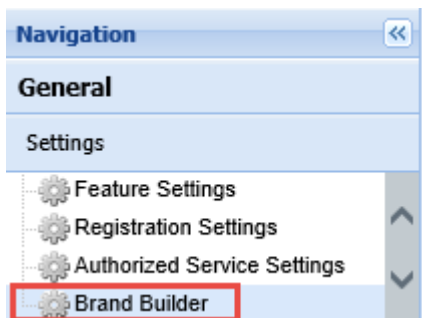 Navigation
General
Settings
Feature Settings
Registration Settings
Authorized Service Settings
Brand Builder